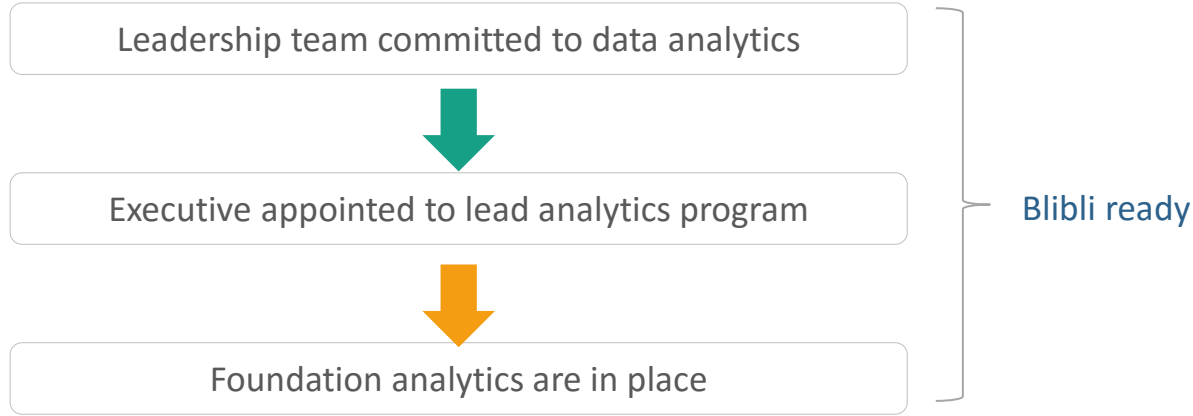 Leadership team committed to data analytics
Executive appointed to lead analytics program
Blibli ready
Foundation analytics are in place